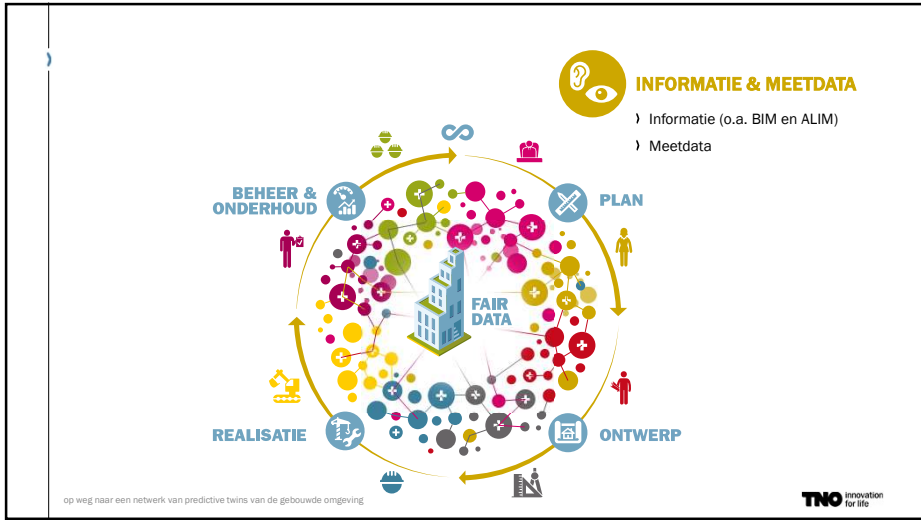 INFORMATIE & MEETDATA
› Informatie (o.a. BIM en ALIM)
› Meetdata
BEHEER &
ONDERHOUD
PLAN
FAIR
DATA
REALISATIE
ONTWERP
op weg naar een netwerk van predictive twins van de gebouwde omgeving
TNO innovation
for life